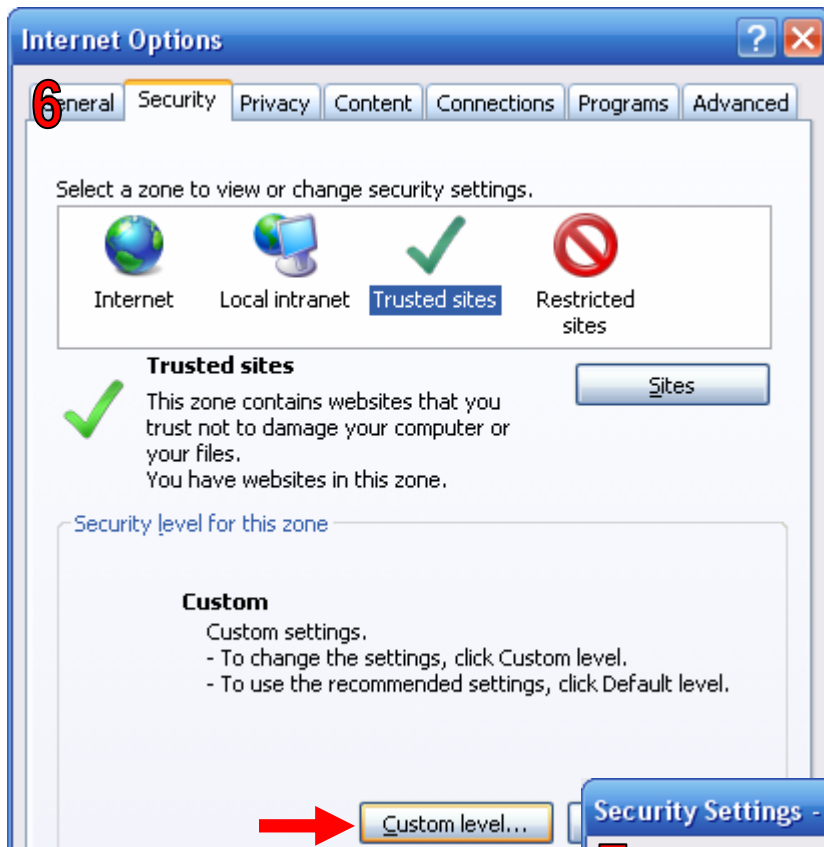 Internet Options
6
General Security Privacy Content Connections Programs Advanced
Select a zone to view or change security settings.
Internet Local intranet Trusted sites Restricted sites
Trusted sites
Sites
This zone contains websites that you
trust not to damage your computer or
your files.
You have websites in this zone.
Security level for this zone
Custom
Custom settings.
- To change the settings, click Custom level.
- To use the recommended settings, click Default level.
Custom level...
Security Settings -